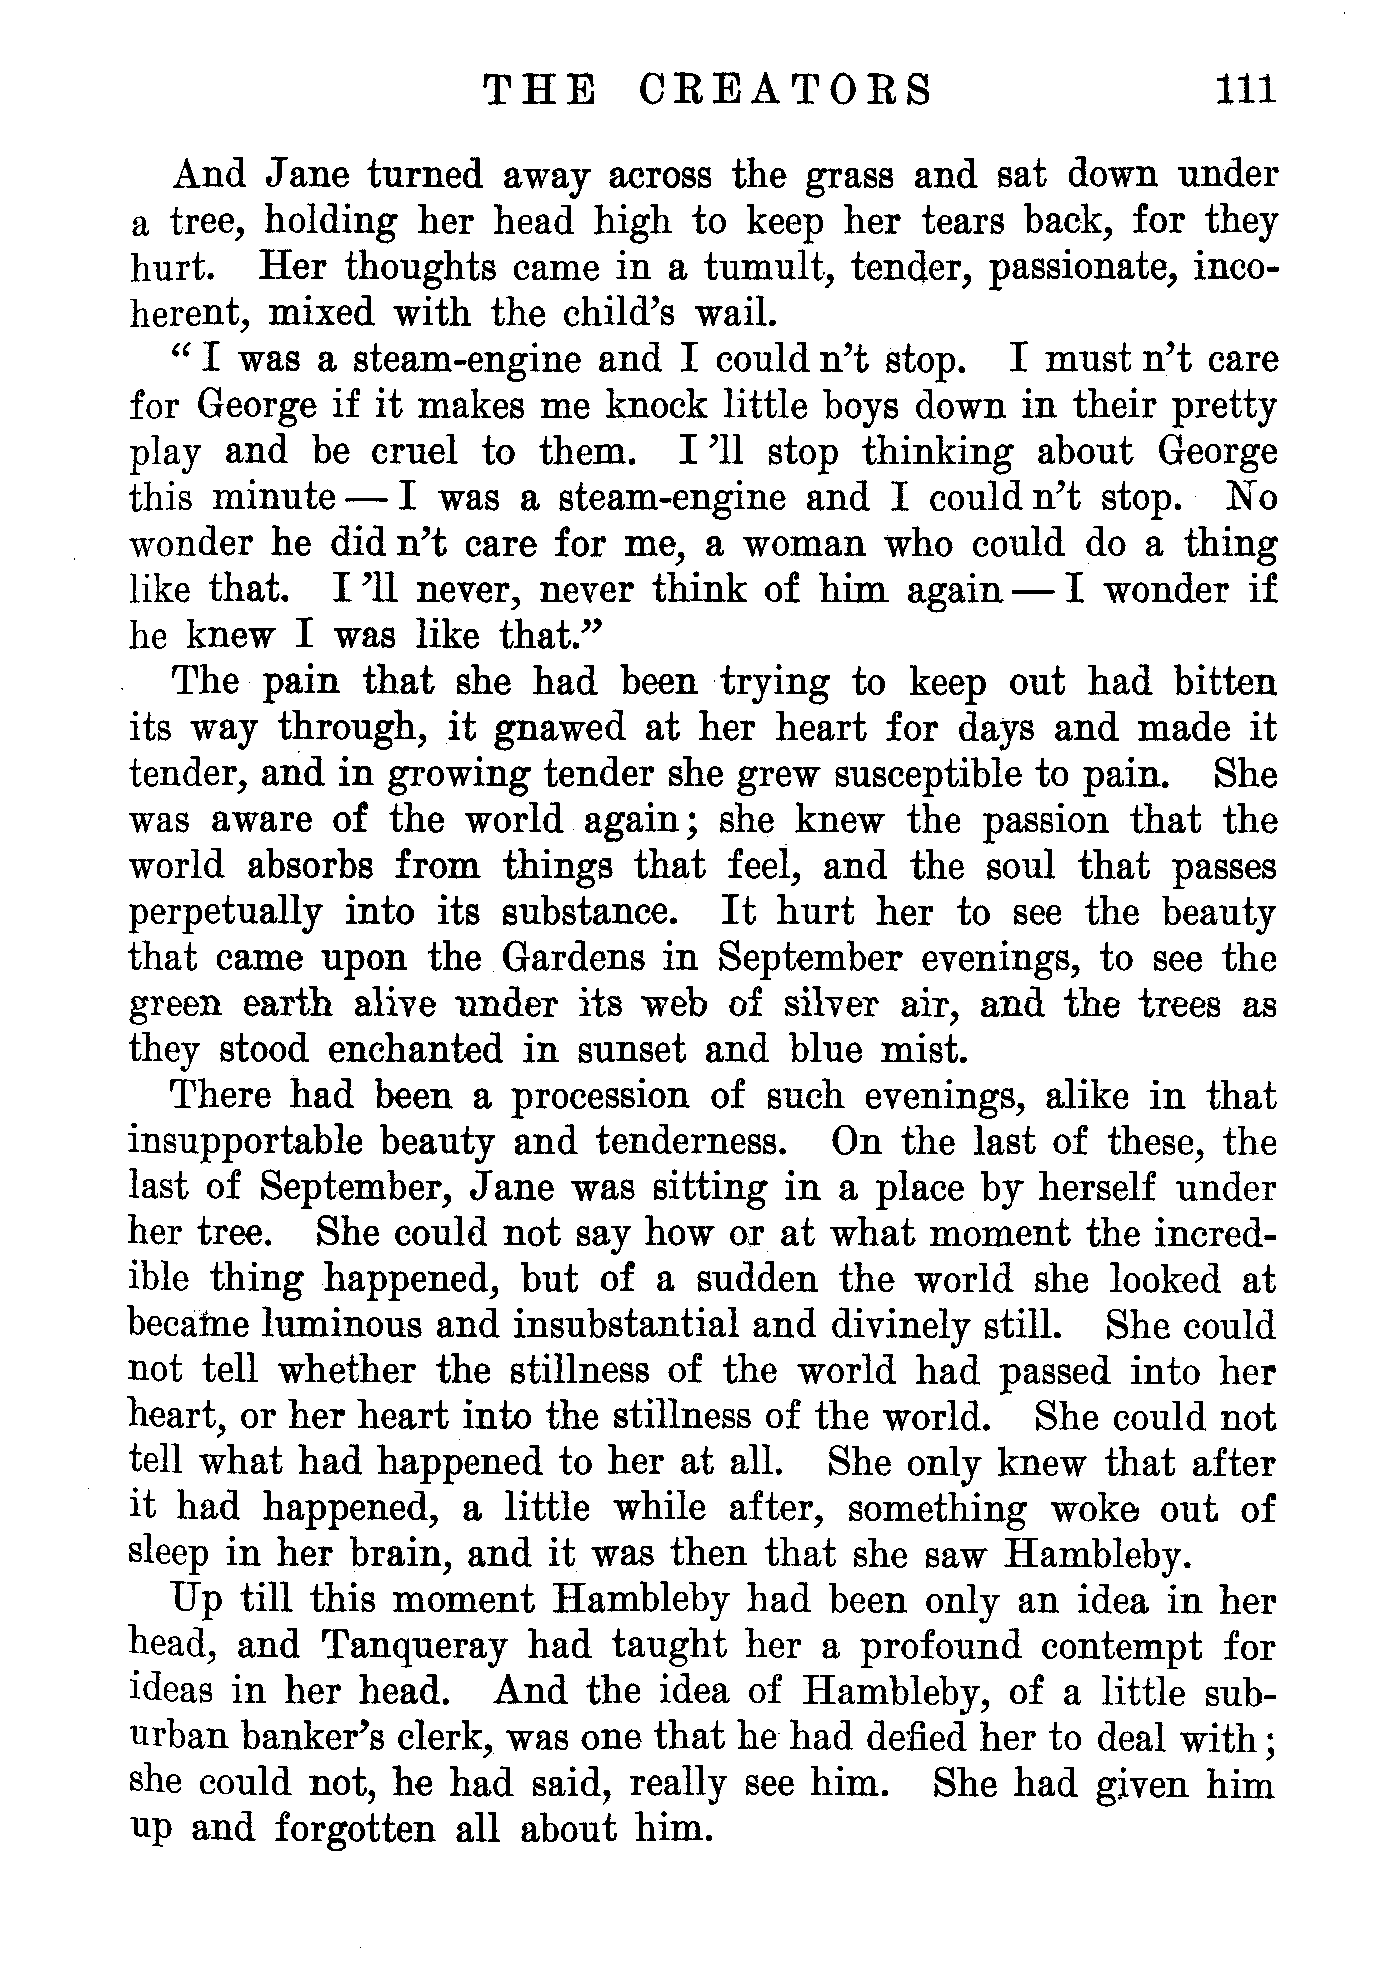 THE CREATORS 111
And Jane turned away across the grass and sat down under
a tree, holding her head high to keep her tears back, for they
hurt. Her thoughts came in a tumult, tender, passionate, inco-
herent, mixed with the child's wail.
"I was a steam-engine and I could n't stop. I must n't care
for George if it makes me knock little boys down in their pretty
play and be cruel to them. I 'll stop thinking about George
this minute — I was a steam-engine and I could n't stop. No
wonder he did n't care for me, a woman who could do a thing
like that. I 'll never, never think of him again — I wonder if
he knew I was like that."
The pain that she had been trying to keep out had bitten
its way through, it gnawed at her heart for days and made it
tender, and in growing tender she grew susceptible to pain. She
was aware of the world again; she knew the passion that the
world absorbs from things that feel, and the soul that passes
perpetually into its substance. It hurt her to see the beauty
that came upon the Gardens in September evenings, to see the
green earth alive under its web of silver air, and the trees as
they stood enchanted in sunset and blue mist.
There had been a procession of such evenings, alike in that
insupportable beauty and tenderness. On the last of these, the
last of September, Jane was sitting in a place by herself under
her tree. She could not say how or at what moment the incred-
ible thing happened, but of a sudden the world she looked at
became luminous and insubstantial and divinely still. She could
not tell whether the stillness of the world had passed into her
heart, or her heart into the stillness of the world. She could not
tell what had happened to her at all. She only knew that after
it had happened, a little while after, something woke out of
sleep in her brain, and it was then that she saw Hambleby.
Up till this moment Hambleby had been only an idea in her
head, and Tanqueray had taught her a profound contempt for
ideas in her head. And the idea of Hambleby, of a little sub-
urban banker's clerk, was one that he had defied her to deal with;
she could not, he had said, really see him. She had given him
up and forgotten all about him.